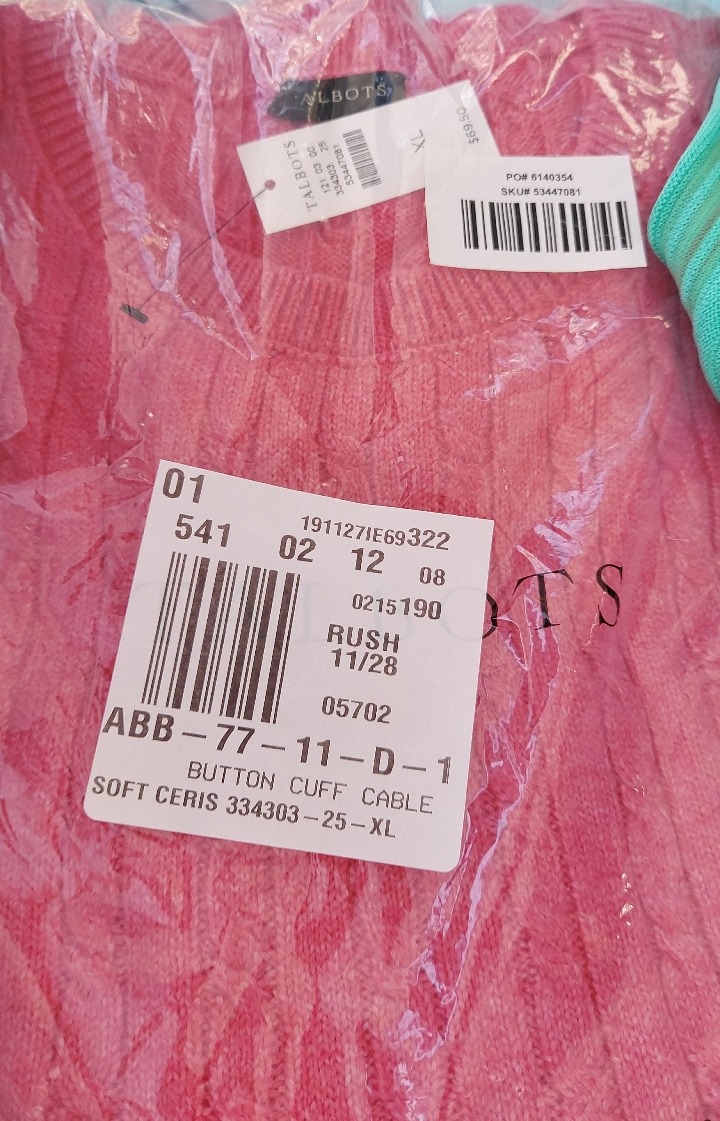 TALBOTS
TALBOTS
121 03 00
334303 25
53447081
XL
$69.50
PO# 6140354
SKU# 53447081
01
541
191127IE69322
02 12 08
0215190
RUSH
11/28
05702
ABB-77-11-D-1
BUTTON CUFF CABLE
SOFT CERIS 334303-25-XL
TALBOTS